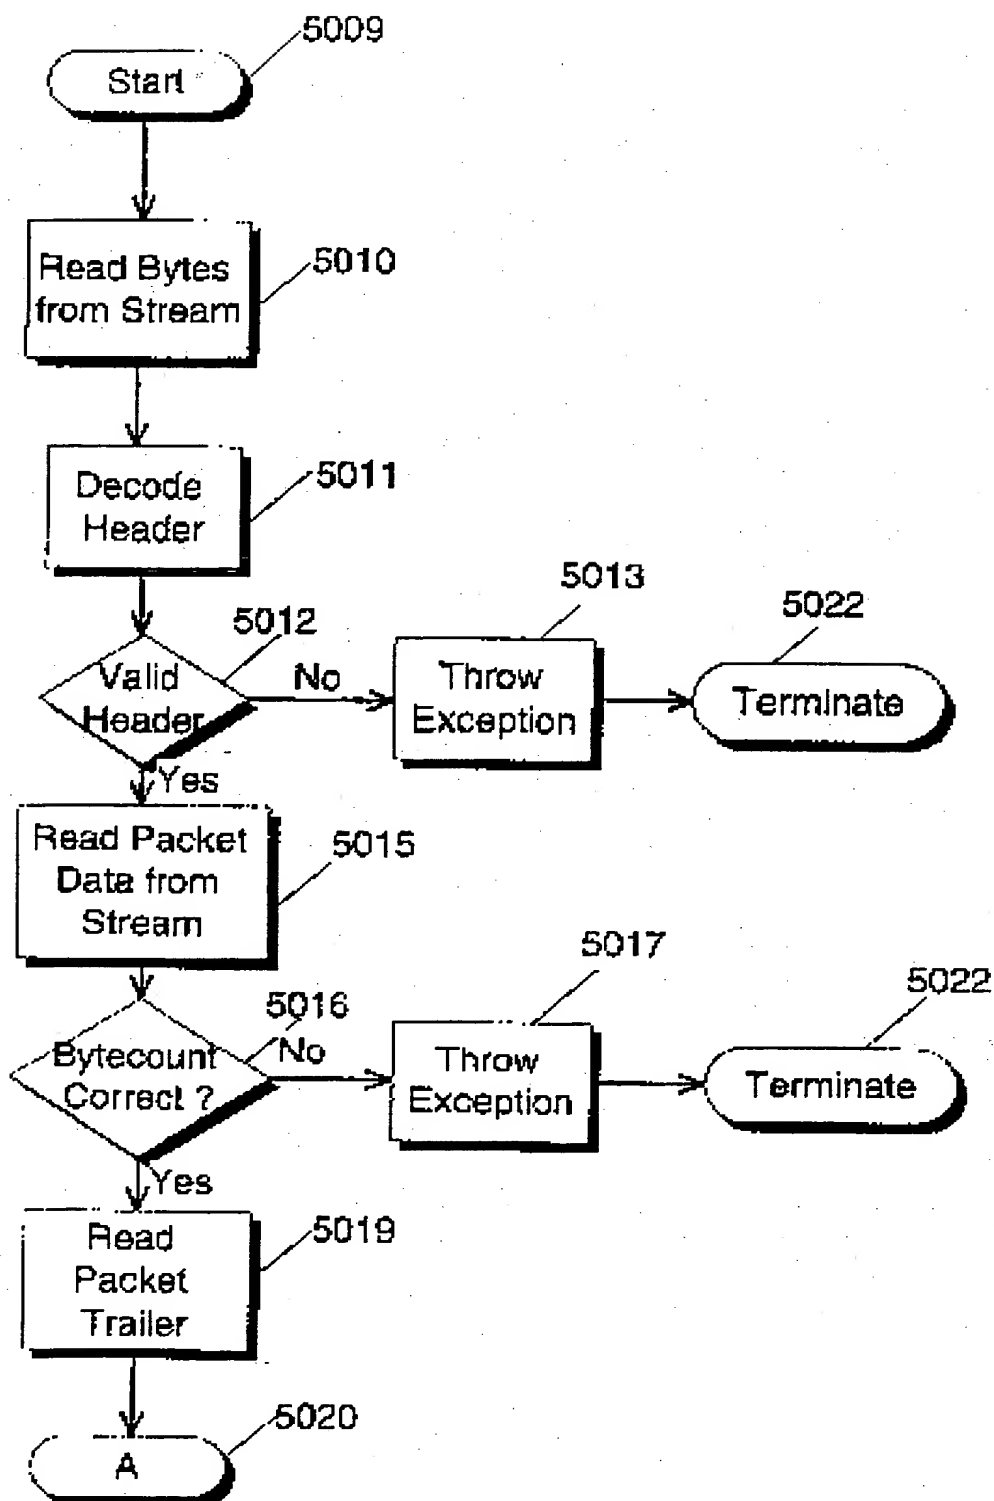 5009
Start
Read Bytes
from Stream
5010
Decode
Header
5011
5012
Valid
Header
No
5013
Throw
Exception
5022
Terminate
Yes
Read Packet
Data from
Stream
5015
5016
Bytecount
Correct ?
No
5017
Throw
Exception
5022
Terminate
Yes
Read
Packet
Trailer
5019
5020
A